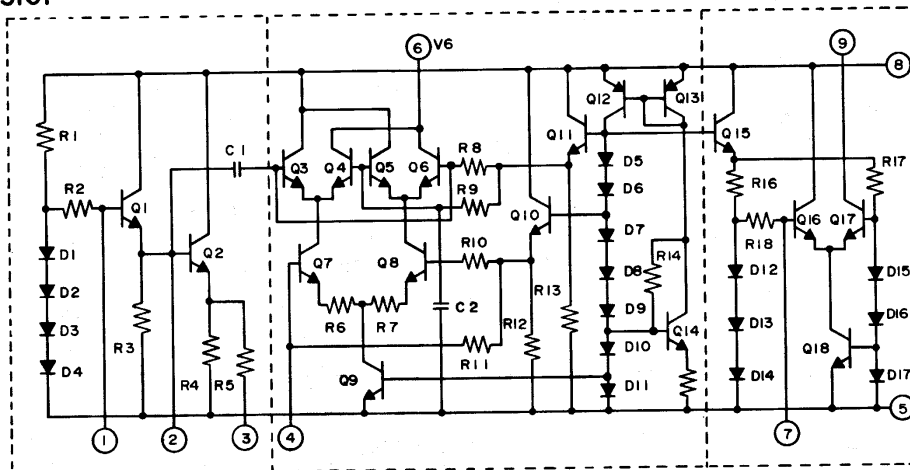 6 V6
9
8
Q12
Q13
R1
C1
Q11
Q15
Q3
Q4
Q5
Q6
R8
D5
R17
R2
R9
D6
R16
Q1
Q10
Q16
Q17
D7
R18
Q2
R10
D1
Q7
Q8
D8
R14
D12
D15
R13
D2
C2
D9
R6
R7
R12
D16
R3
D3
Q14
D13
R11
D10
Q18
D4
R4
R5
Q9
D11
D14
D17
5
1
2
3
4
7